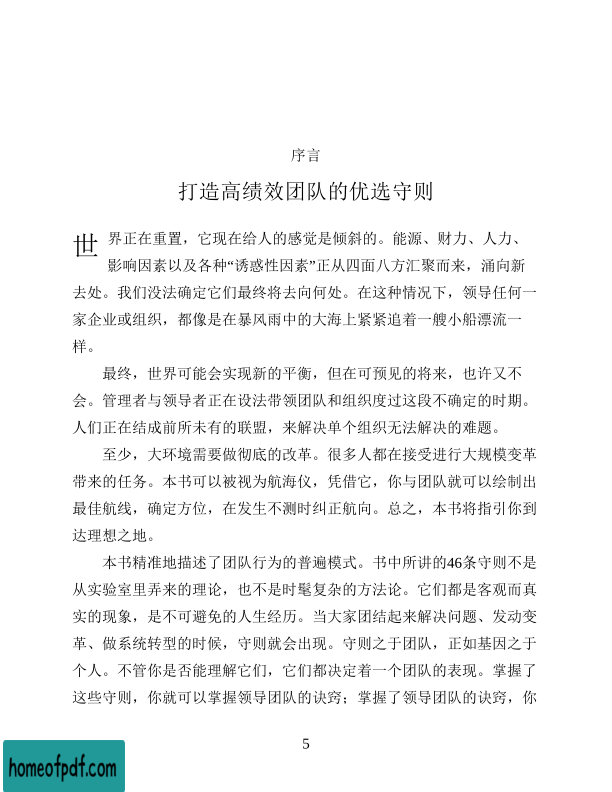 序言
打造高绩效团队的优选守则
世界正在重置，它现在给人的感觉是倾斜的。能源、财力、人力、
影响因素以及各种“诱惑性因素”正从四面八方汇聚而来，涌向新
去处。我们没法确定它们最终将去向何处。在这种情况下，领导任何一
家企业或组织，都像是在暴风雨中的大海上紧紧追着一艘小船漂流一
样。
最终，世界可能会实现新的平衡，但在可预见的将来，也许又不
会。管理者与领导者正在设法带领团队和组织度过这段不确定的时期。
人们正在结成前所未有的联盟，来解决单个组织无法解决的难题。
至少，大环境需要做彻底的改革。很多人都在接受进行大规模变革
带来的任务。本书可以被视为航海仪，凭借它，你与团队就可以绘制出
最佳航线，确定方位，在发生不测时纠正航向。总之，本书将指引你到
达理想之地。
本书精准地描述了团队行为的普遍模式。书中所讲的46条守则不是
从实验室里弄来的理论，也不是时髦复杂的方法论。它们都是客观而真
实的现象，是不可避免的人生经历。当大家团结起来解决问题、发动变
革、做系统转型的时候，守则就会出现。守则之于团队，正如基因之于
个人。不管你是否能理解它们，它们都决定着一个团队的表现。掌握了
这些守则，你就可以掌握领导团队的诀窍；掌握了领导团队的诀窍，你
5
homeofpdf.com